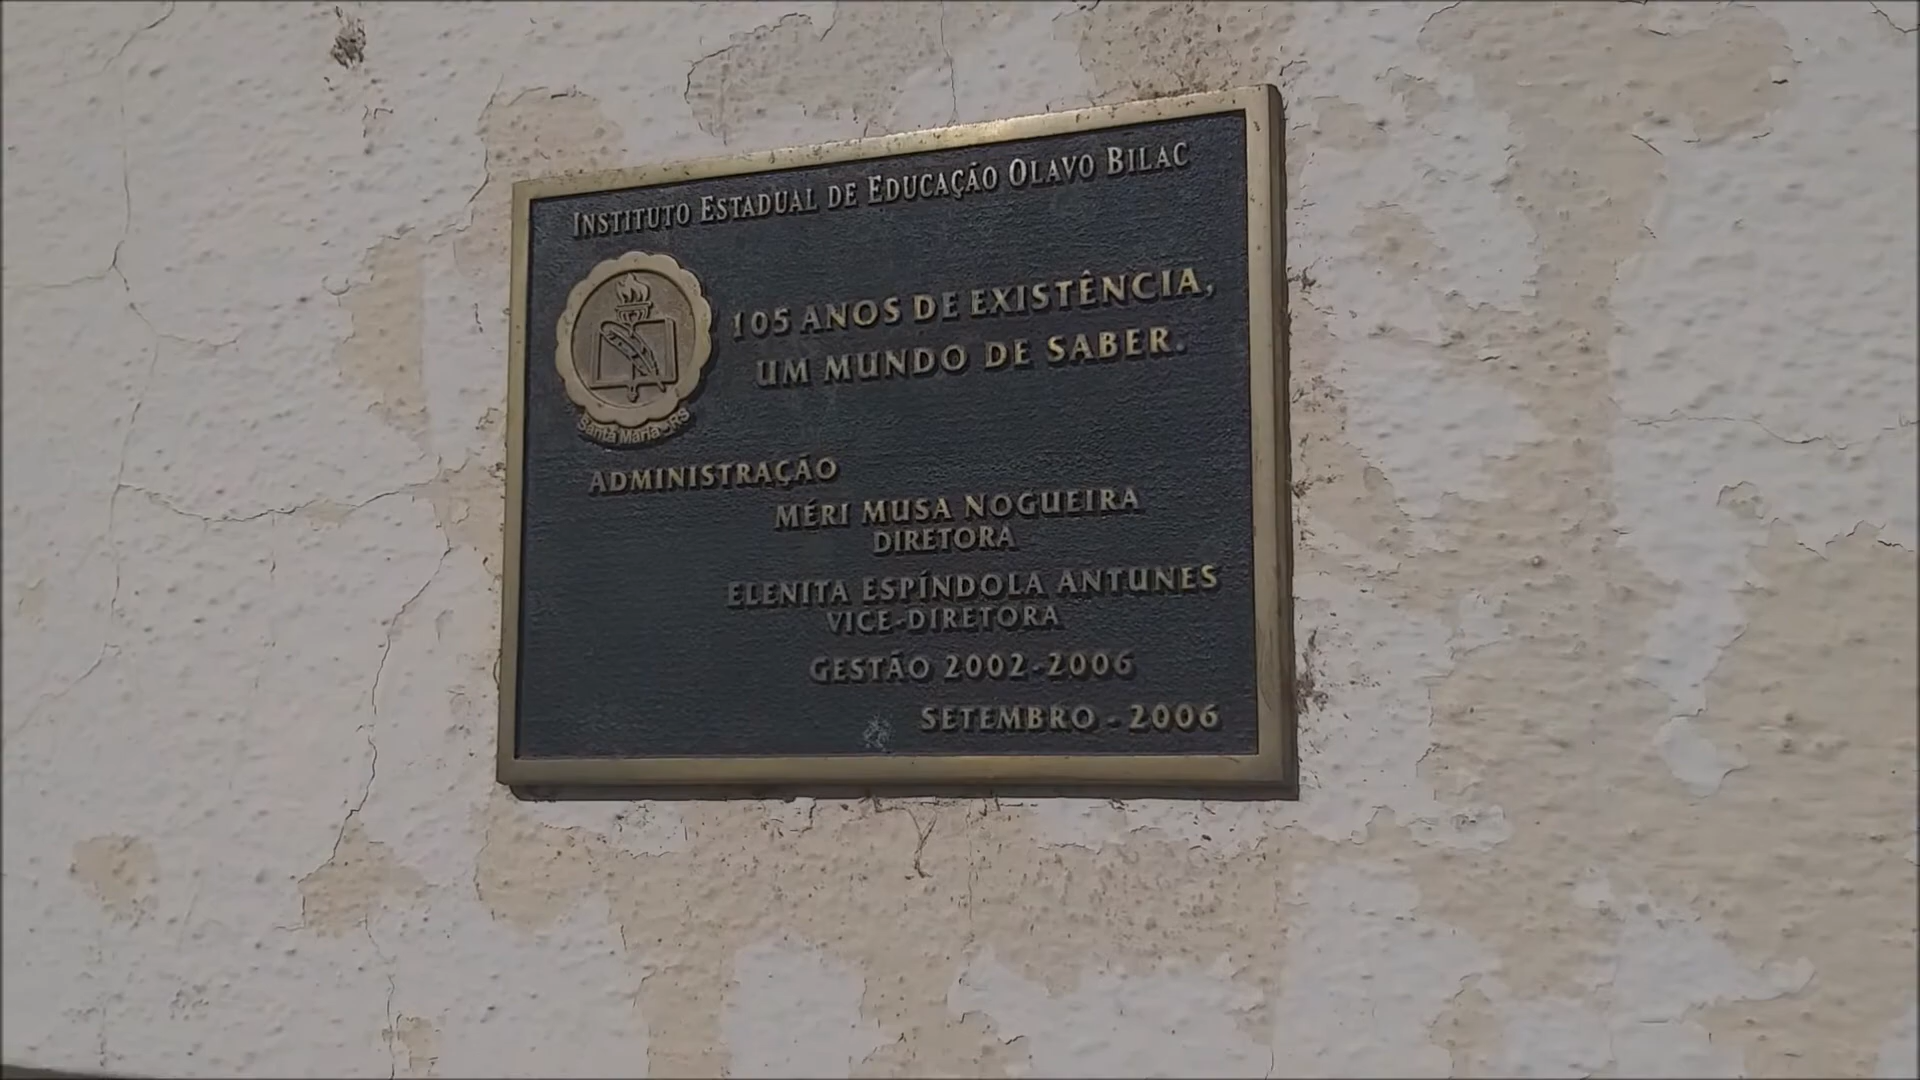 INSTITUTO ESTADUAL DE EDUCAÇÃO OLAVO BILAC
105 ANOS DE EXISTÊNCIA,
UM MUNDO DE SABER.
Santa Maria - RS
ADMINISTRAÇÃO
MÉRI MUSA NOGUEIRA
DIRETORA
ELENITA ESPÍNDOLA ANTUNES
VICE-DIRETORA
GESTÃO 2002-2006
SETEMBRO - 2006